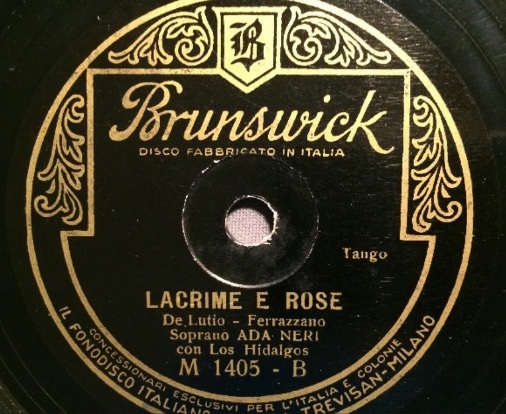 B
Brunswick
DISCO FABBRICATO IN ITALIA
Tango
LACRIME E ROSE
De Lutio - Ferrazzano
Soprano ADA NERI
con Los Hidalgos
M 1405 - B
CONCESSIONARI ESCLUSIVI PER L'ITALIA E COLONIE
IL FONODISCO ITALIANO TREVISAN-MILANO